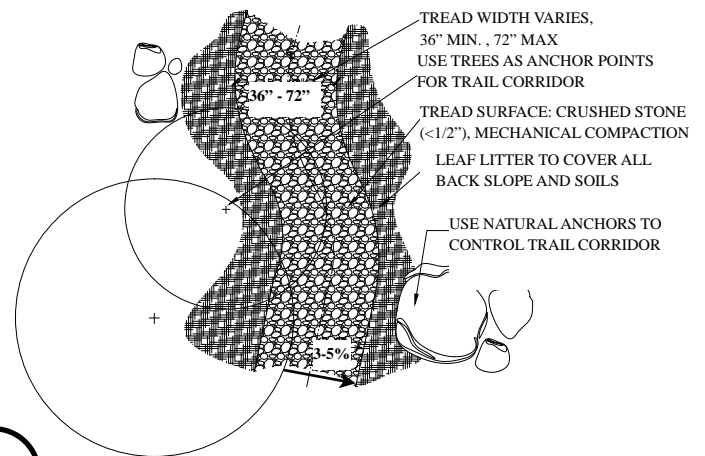 TREAD WIDTH VARIES,
36” MIN. , 72” MAX
USE TREES AS ANCHOR POINTS
FOR TRAIL CORRIDOR
36” - 72”
TREAD SURFACE: CRUSHED STONE
(<1/2”), MECHANICAL COMPACTION
LEAF LITTER TO COVER ALL
BACK SLOPE AND SOILS
USE NATURAL ANCHORS TO
CONTROL TRAIL CORRIDOR
3-5%